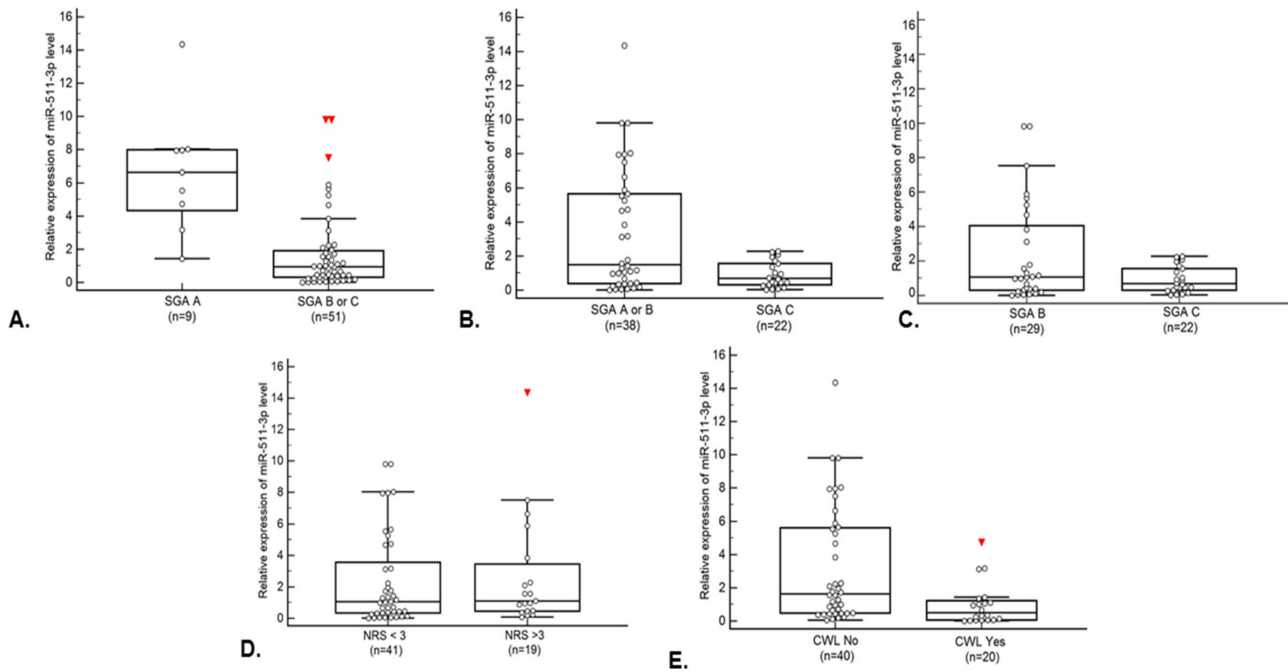 Relative expression of miR-511-3p level
16
14
12
10
8
6
4
2
0
SGA A
(n=9)
SGA B or C
(n=51)
A.
Relative expression of miR-511-3p level
16
14
12
10
8
6
4
2
0
SGA A or B
(n=38)
SGA C
(n=22)
B.
Relative expression of miR-511-3p level
16
14
12
10
8
6
4
2
0
SGA B
(n=29)
SGA C
(n=22)
C.
Relative expression of miR-511-3p level
16
14
12
10
8
6
4
2
0
NRS < 3
(n=41)
NRS >3
(n=19)
D.
Relative expression of miR-511-3p level
16
14
12
10
8
6
4
2
0
CWL No
(n=40)
CWL Yes
(n=20)
E.